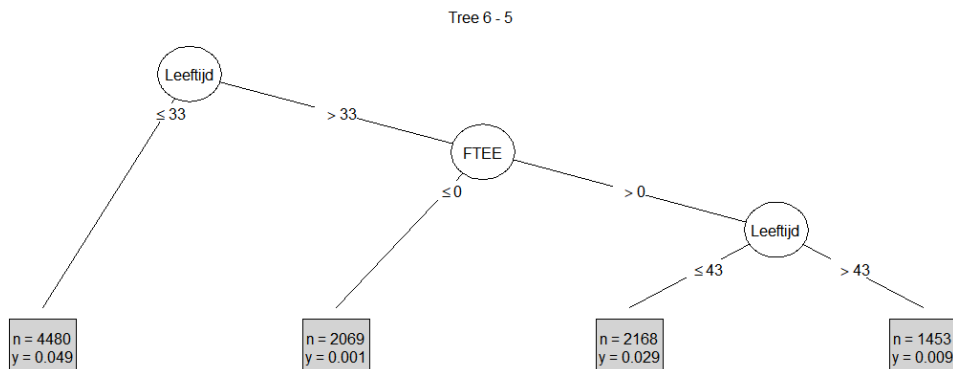 Tree 6 - 5
Leeftijd
≤ 33
> 33
FTEE
≤ 0
> 0
Leeftijd
≤ 43
> 43
n = 4480
y = 0.049
n = 2069
y = 0.001
n = 2168
y = 0.029
n = 1453
y = 0.009